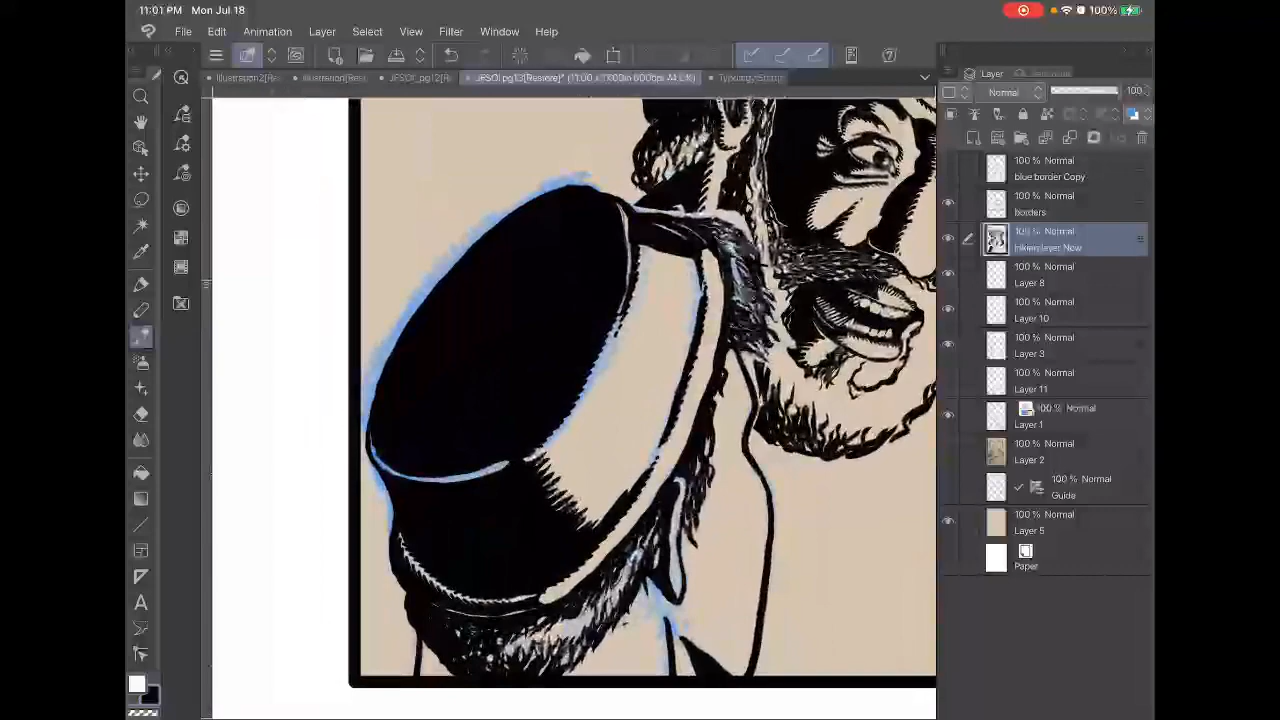 11:01 PM Mon Jul 18 100%
File Edit Animation Layer Select View Filter Window Help
Layer
Normal 100
100 % Normal
blue border Copy
100 % Normal
borders
100 % Normal
100 % Normal
Layer 8
100 % Normal
Layer 10
100 % Normal
Layer 3
100 % Normal
Layer 11
100 % Normal
Layer 1
100 % Normal
Layer 2
100 % Normal
Guide
100 % Normal
Layer 5
Paper